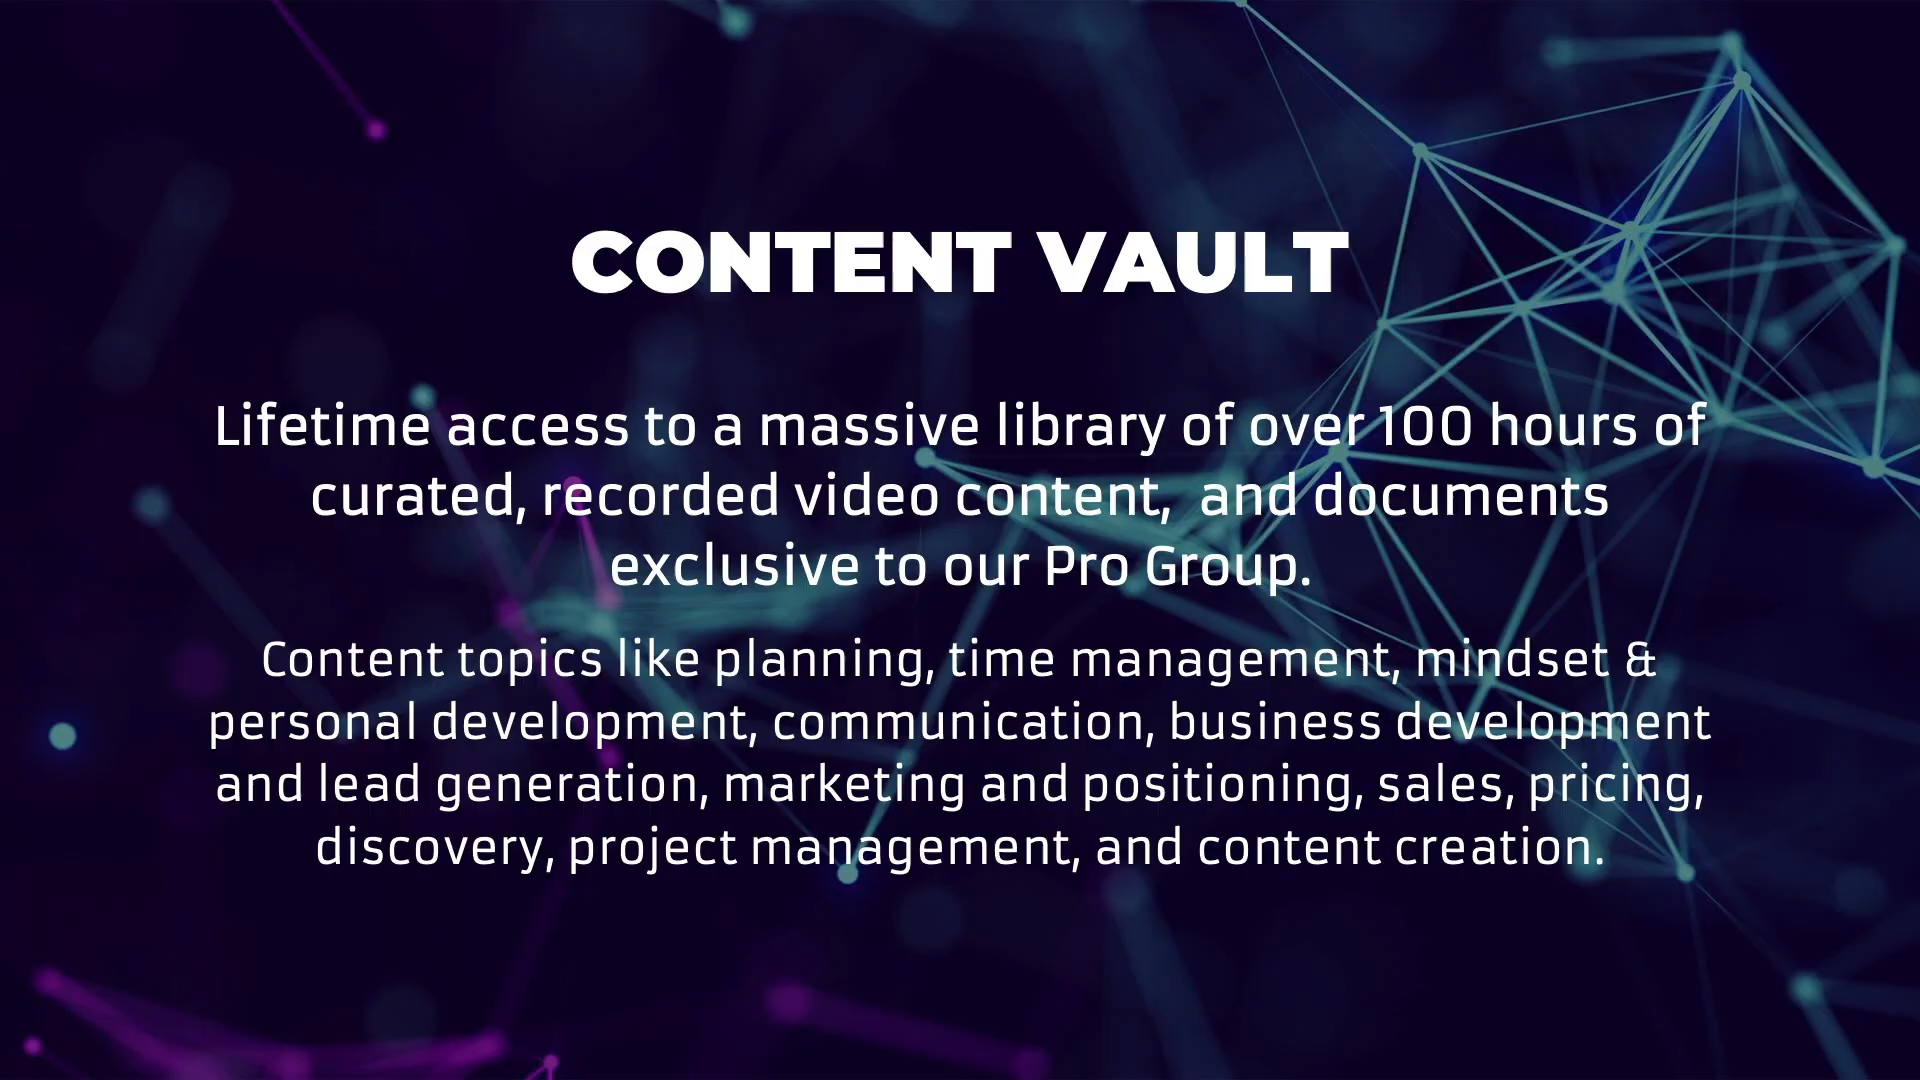 CONTENT VAULT
Lifetime access to a massive library of over 100 hours of
curated, recorded video content,  and documents
exclusive to our Pro Group.
Content topics like planning, time management, mindset &
personal development, communication, business development
and lead generation, marketing and positioning, sales, pricing,
discovery, project management, and content creation.